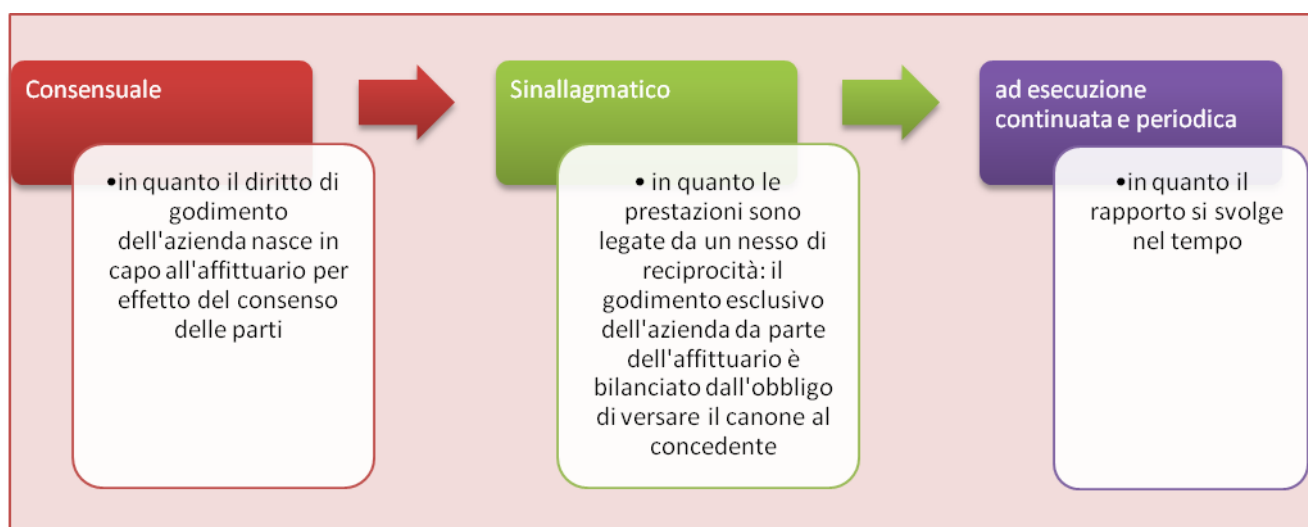 Consensuale
•in quanto il diritto di
godimento
dell'azienda nasce in
capo all'affittuario per
effetto del consenso
delle parti
Sinallagmatico
• in quanto le
prestazioni sono
legate da un nesso di
reciprocità: il
godimento esclusivo
dell'azienda da parte
dell'affittuario è
bilanciato dall'obbligo
di versare il canone al
concedente
ad esecuzione
continuata e periodica
•in quanto il
rapporto si svolge
nel tempo